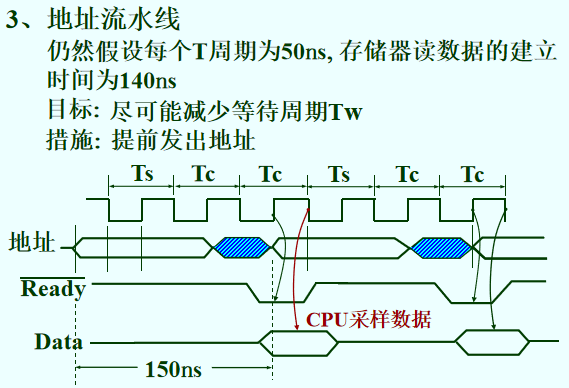 3、地址流水线
仍然假设每个T周期为50ns, 存储器读数据的建立
时间为140ns
目标: 尽可能减少等待周期Tw
措施: 提前发出地址
Ts Tc Tc Ts Tc Tc
地址
Ready
CPU采样数据
Data
150ns